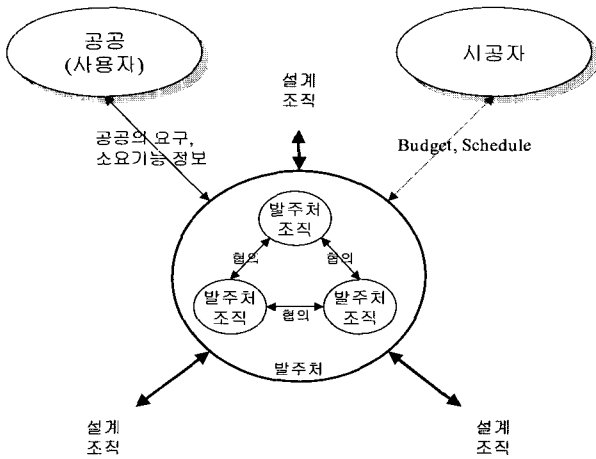 공공
(사용자)
시공자
설계
조직
공공의 요구,
소요기능 정보
Budget, Schedule
발주처
조직
협의
협의
발주처
조직
발주처
조직
협의
발주처
설계
조직
설계
조직